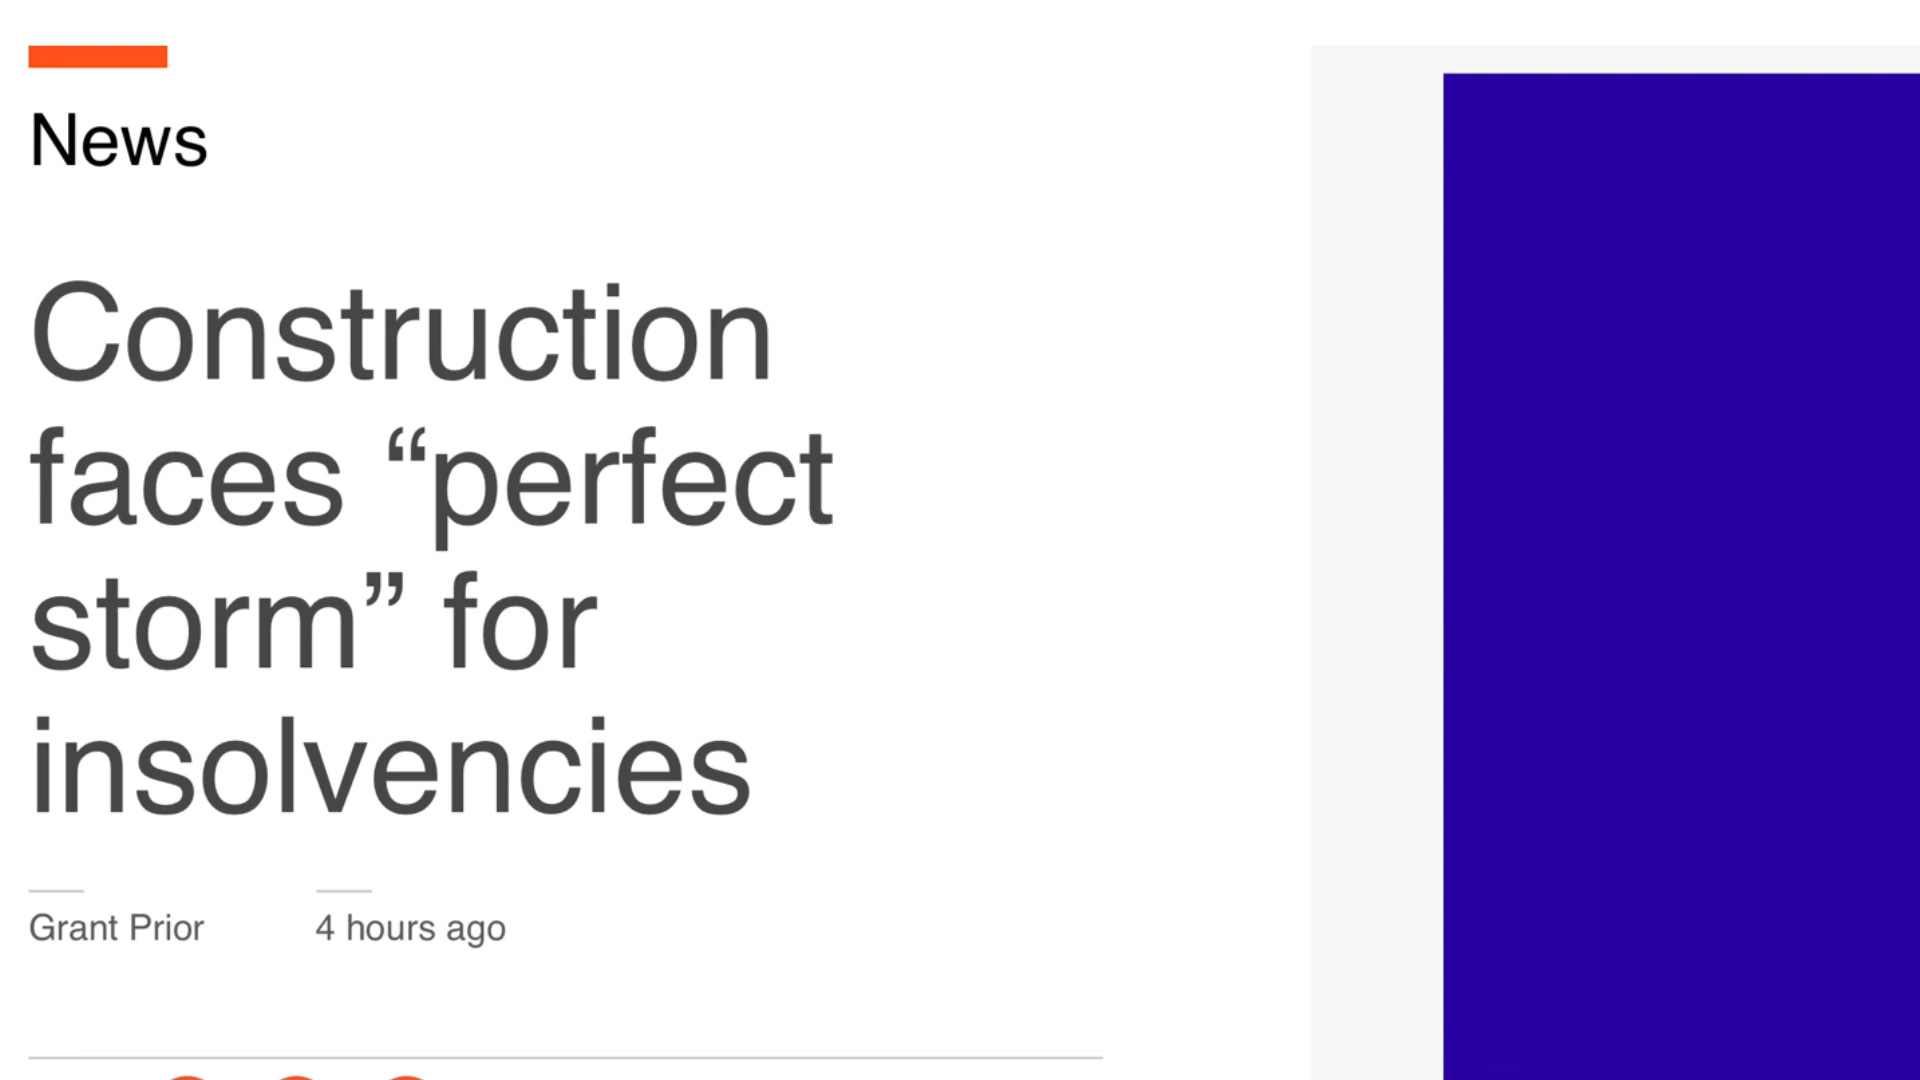 News
Construction
faces “perfect
storm” for
insolvencies
Grant Prior
4 hours ago